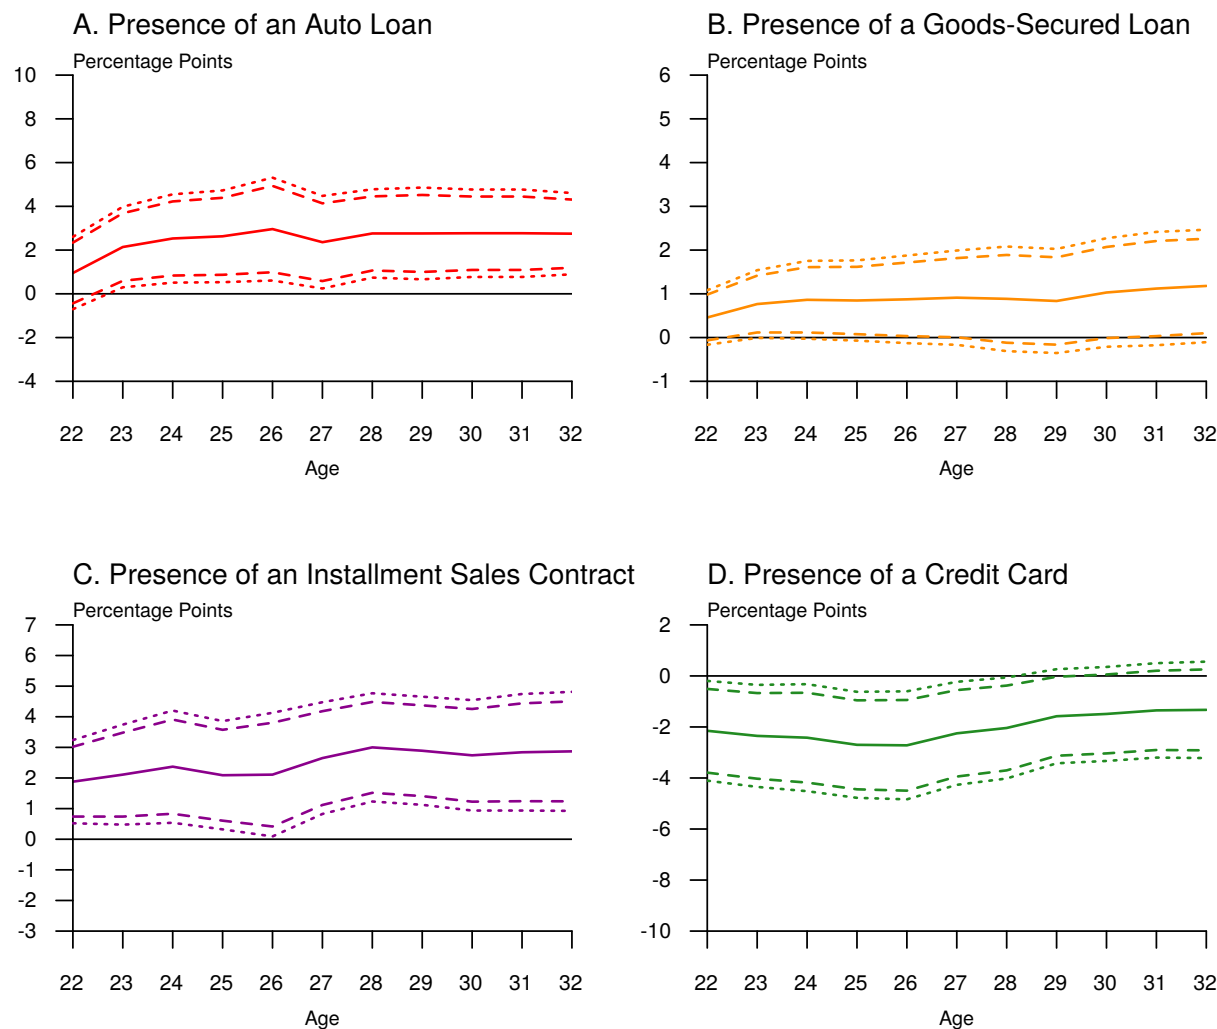 A. Presence of an Auto Loan
Percentage Points
10
8
6
4
2
0
-2
-4
22 23 24 25 26 27 28 29 30 31 32
Age
B. Presence of a Goods-Secured Loan
Percentage Points
6
5
4
3
2
1
0
-1
22 23 24 25 26 27 28 29 30 31 32
Age
C. Presence of an Installment Sales Contract
Percentage Points
7
6
5
4
3
2
1
0
-1
-2
-3
22 23 24 25 26 27 28 29 30 31 32
Age
D. Presence of a Credit Card
Percentage Points
2
0
-2
-4
-6
-8
-10
22 23 24 25 26 27 28 29 30 31 32
Age